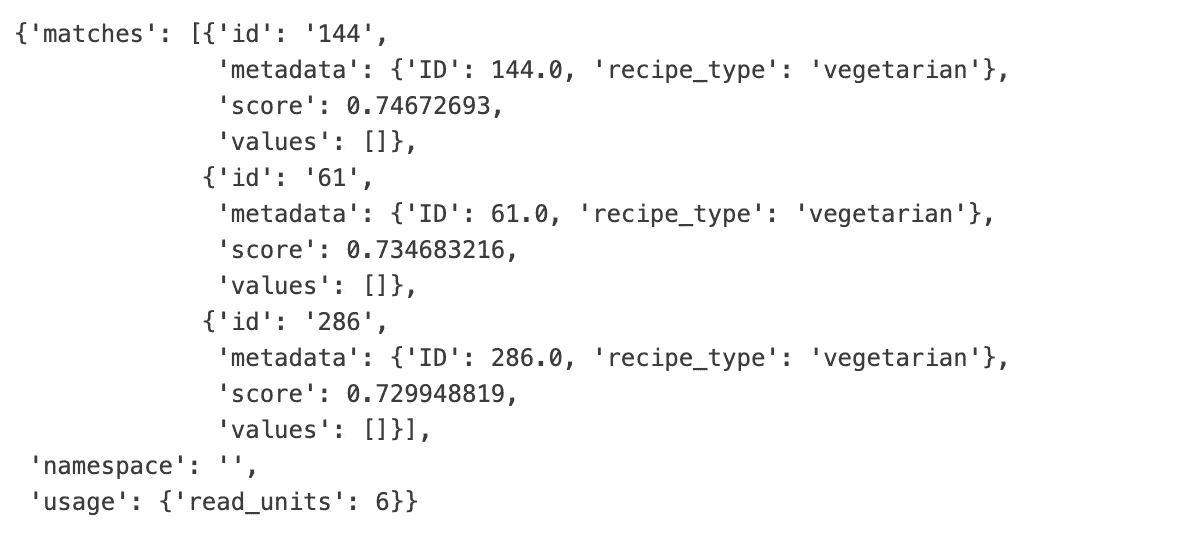 {'matches': [{'id': '144',
              'metadata': {'ID': 144.0, 'recipe_type': 'vegetarian'},
              'score': 0.74672693,
              'values': []},
             {'id': '61',
              'metadata': {'ID': 61.0, 'recipe_type': 'vegetarian'},
              'score': 0.734683216,
              'values': []},
             {'id': '286',
              'metadata': {'ID': 286.0, 'recipe_type': 'vegetarian'},
              'score': 0.729948819,
              'values': []}],
 'namespace': '',
 'usage': {'read_units': 6}}